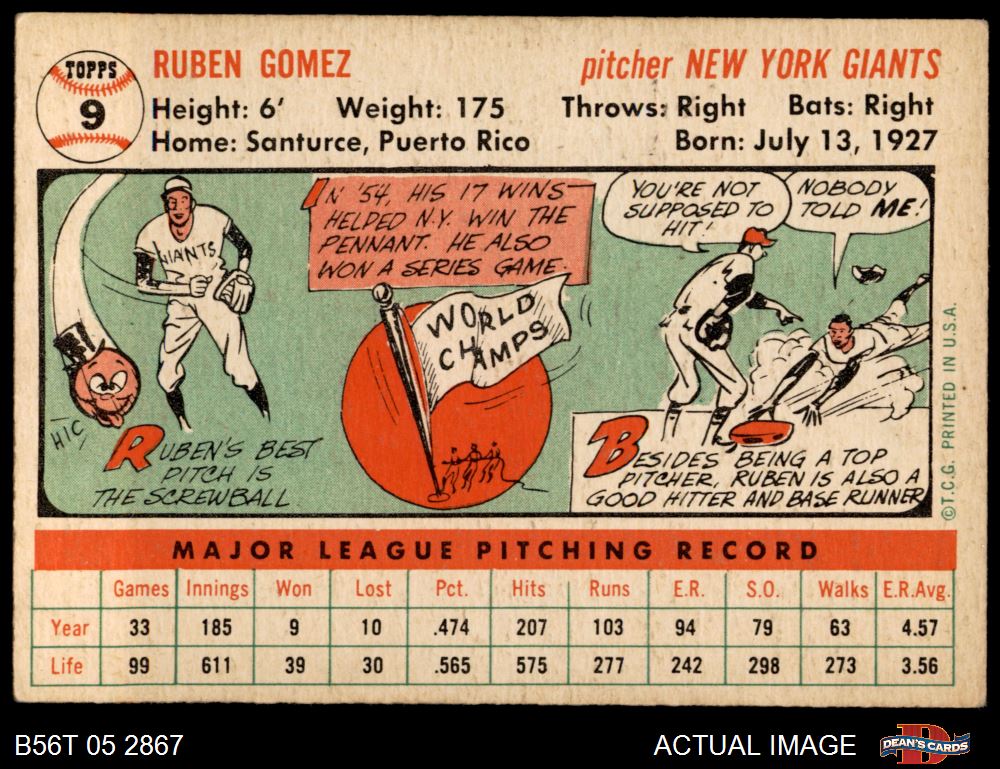 TOPPS
9
RUBEN GOMEZ
pitcher NEW YORK GIANTS
Height: 6' Weight: 175 Throws: Right Bats: Right
Home: Santurce, Puerto Rico Born: July 13, 1927
GIANTS
HIC
RUBEN'S BEST
PITCH IS
THE SCREWBALL
IN '54, HIS 17 WINS
HELPED N.Y. WIN THE
PENNANT. HE ALSO
WON A SERIES GAME.
WORLD
CHAMPS
YOU'RE NOT
SUPPOSED TO
HIT!
NOBODY
TOLD ME!
BESIDES BEING A TOP
PITCHER, RUBEN IS ALSO A
GOOD HITTER AND BASE RUNNER
©T.C.G. PRINTED IN U.S.A.
MAJOR LEAGUE PITCHING RECORD
Games Innings Won Lost Pct. Hits Runs E.R. S.O. Walks E.R.Avg.
Year 33 185 9 10 .474 207 103 94 79 63 4.57
Life 99 611 39 30 .565 575 277 242 298 273 3.56
B56T 05 2867
ACTUAL IMAGE
DEAN'S CARDS